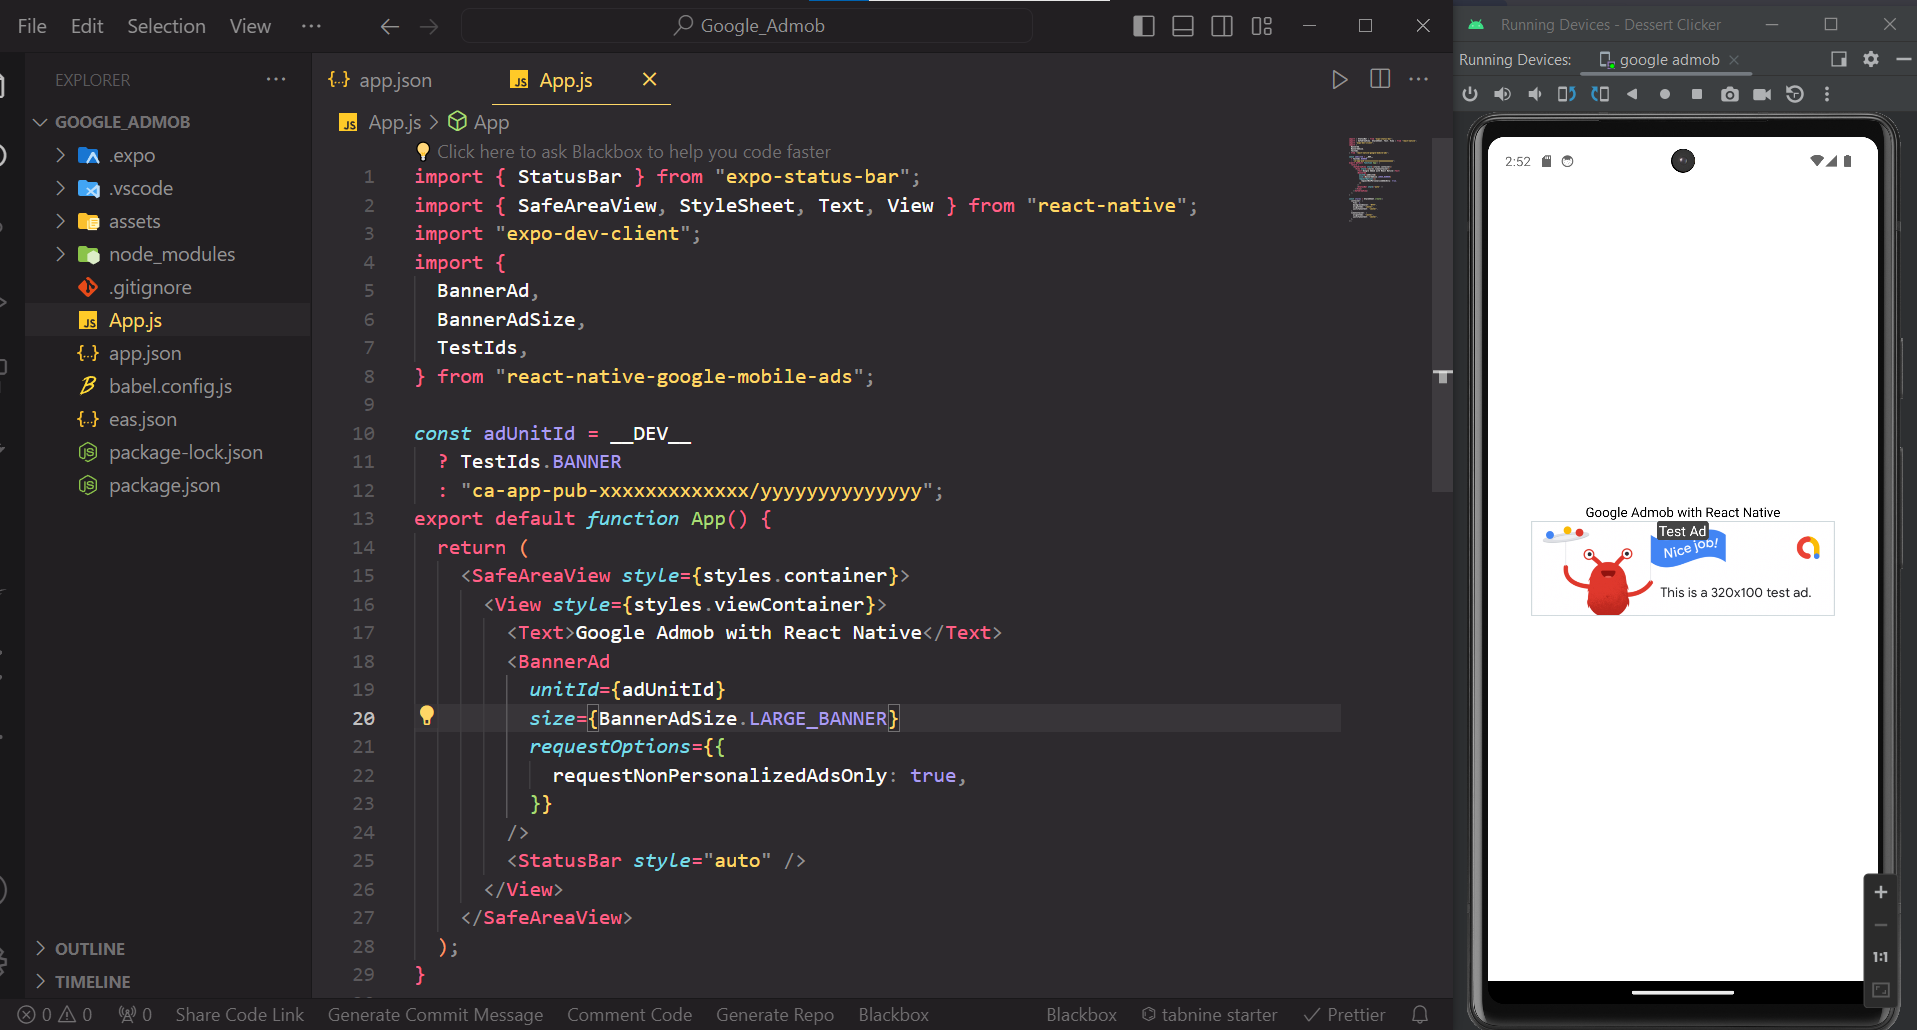 File Edit Selection View ··· Google_Admob
EXPLORER ···
GOOGLE_ADMOB
.expo
.vscode
assets
node_modules
.gitignore
App.js
app.json
babel.config.js
eas.json
package-lock.json
package.json
OUTLINE
TIMELINE
{..} app.json JS App.js
JS App.js > App
Click here to ask Blackbox to help you code faster
1 import { StatusBar } from "expo-status-bar";
2 import { SafeAreaView, StyleSheet, Text, View } from "react-native";
3 import "expo-dev-client";
4 import {
5 BannerAd,
6 BannerAdSize,
7 TestIds,
8 } from "react-native-google-mobile-ads";
9
10 const adUnitId = __DEV__
11 ? TestIds.BANNER
12 : "ca-app-pub-xxxxxxxxxxxxx/yyyyyyyyyyyyyy";
13 export default function App() {
14 return (
15 <SafeAreaView style={styles.container}>
16 <View style={styles.viewContainer}>
17 <Text>Google Admob with React Native</Text>
18 <BannerAd
19 unitId={adUnitId}
20 size={BannerAdSize.LARGE_BANNER}
21 requestOptions={{
22 requestNonPersonalizedAdsOnly: true,
23 }}
24 />
25 <StatusBar style="auto" />
26 </View>
27 </SafeAreaView>
28 );
29 }
0 0 0 Share Code Link Generate Commit Message Comment Code Generate Repo Blackbox Blackbox tabnine starter Prettier
Running Devices - Dessert Clicker
Running Devices: google admob
2:52
Google Admob with React Native
Test Ad
Nice job!
This is a 320x100 test ad.
1:1